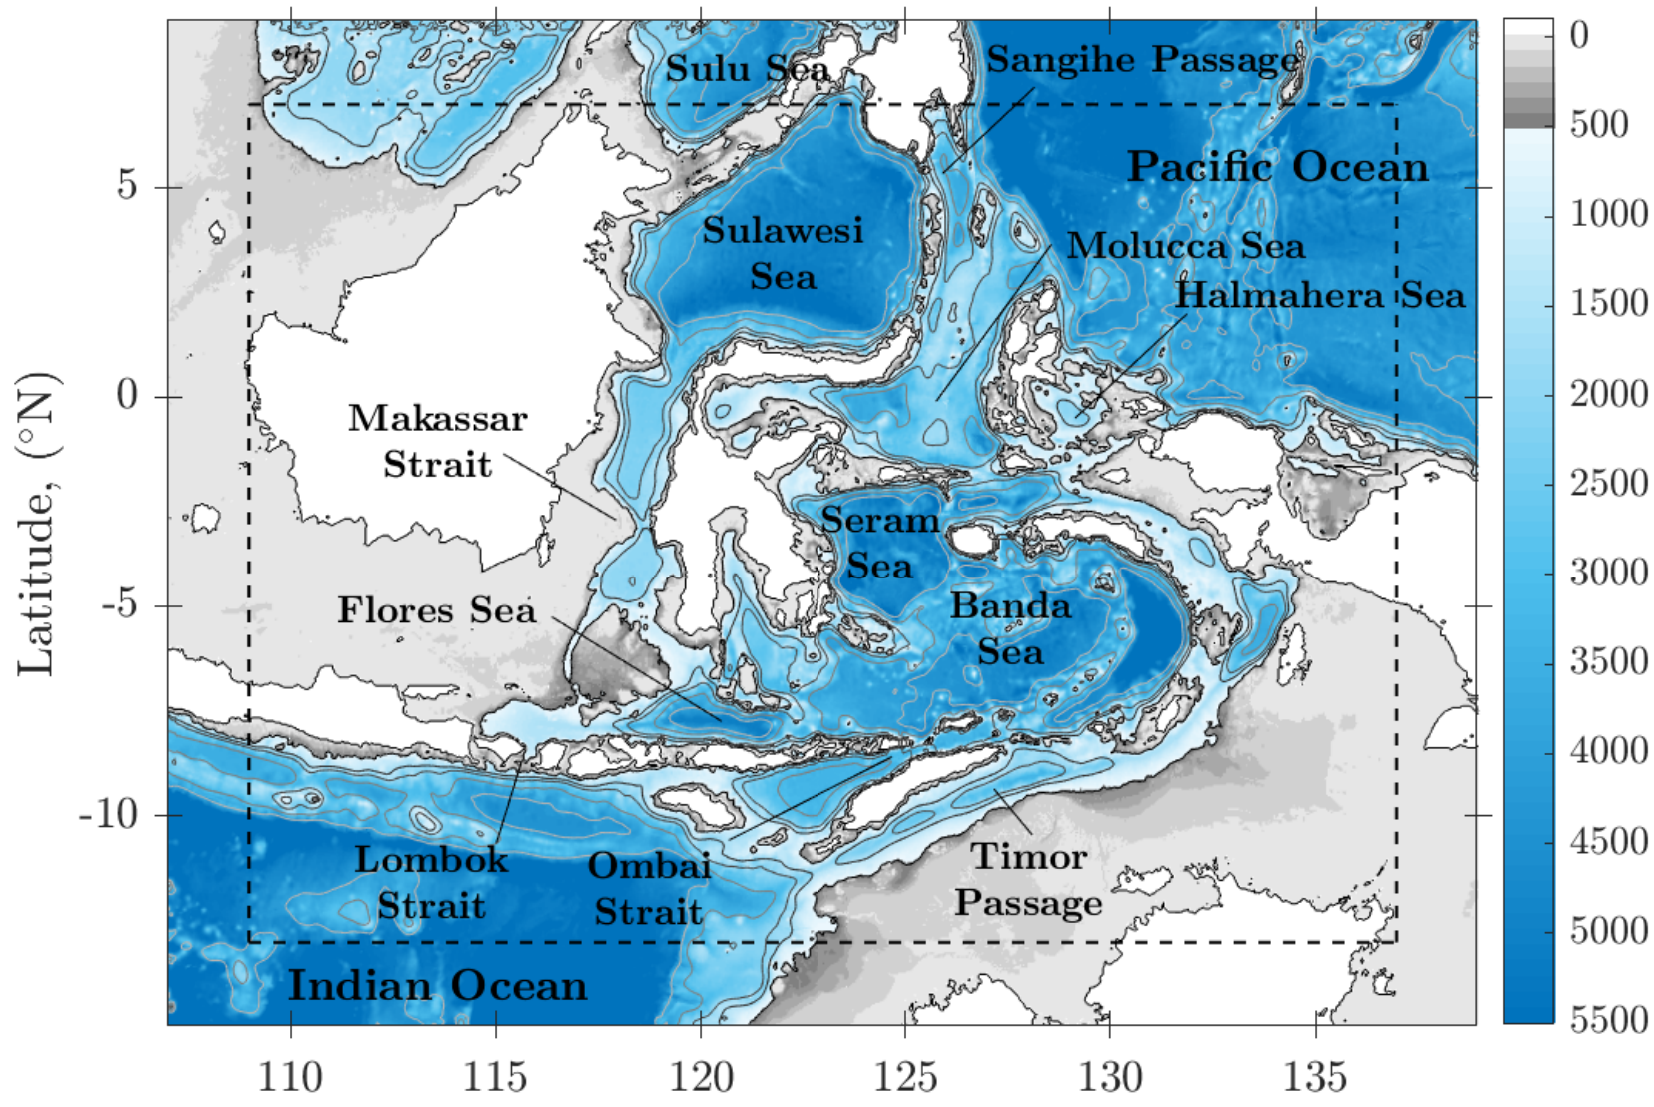 Sulu Sea
Sangihe Passage
Pacific Ocean
Sulawesi
Sea
Molucca Sea
Halmahera Sea
Makassar
Strait
Seram
Sea
Flores Sea
Banda
Sea
Lombok
Strait
Ombai
Strait
Timor
Passage
Indian Ocean
Latitude, (°N)
5
0
-5
-10
110
115
120
125
130
135
0
500
1000
1500
2000
2500
3000
3500
4000
4500
5000
5500